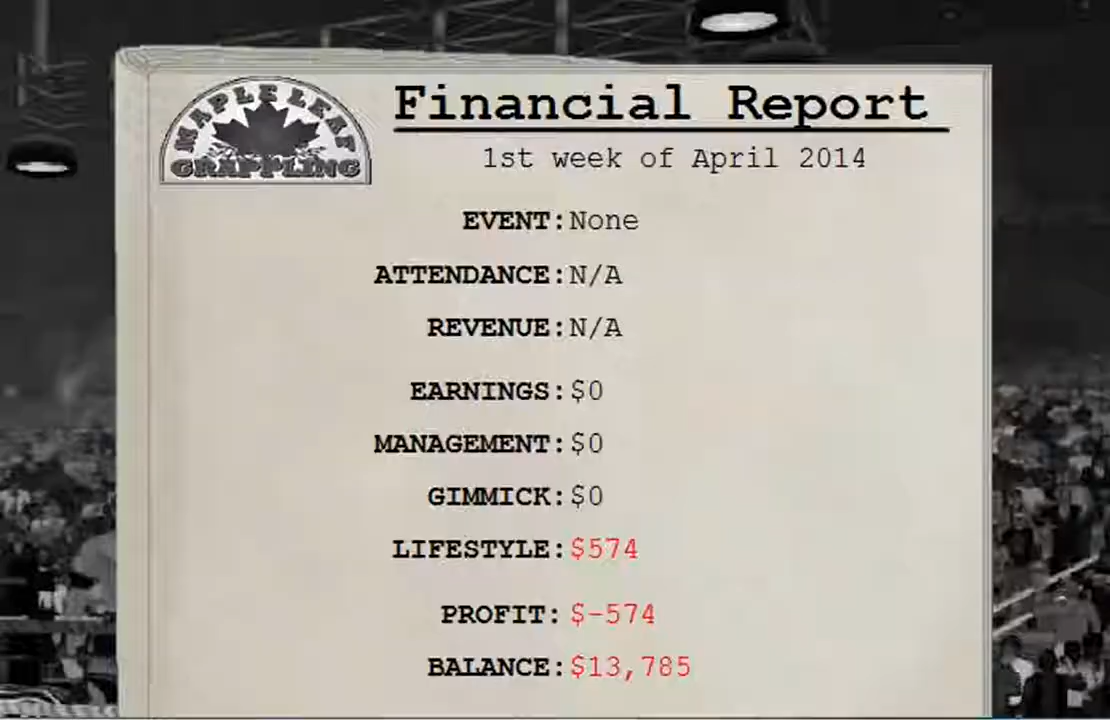 MAPLE LEAF
GRAPPLING
Financial Report
1st week of April 2014
EVENT: None
ATTENDANCE: N/A
REVENUE: N/A
EARNINGS: $0
MANAGEMENT: $0
GIMMICK: $0
LIFESTYLE: $574
PROFIT: $-574
BALANCE: $13,785